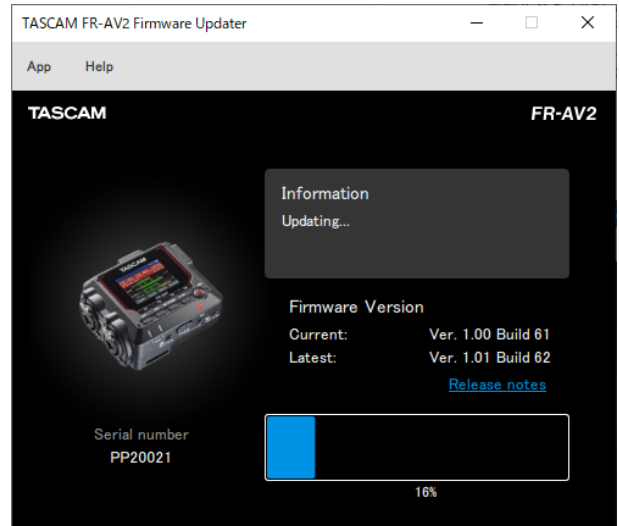 TASCAM FR-AV2 Firmware Updater
App Help
TASCAM
FR-AV2
Information
Updating...
Firmware Version
Current: Ver. 1.00 Build 61
Latest: Ver. 1.01 Build 62
Release notes
Serial number
PP20021
16%